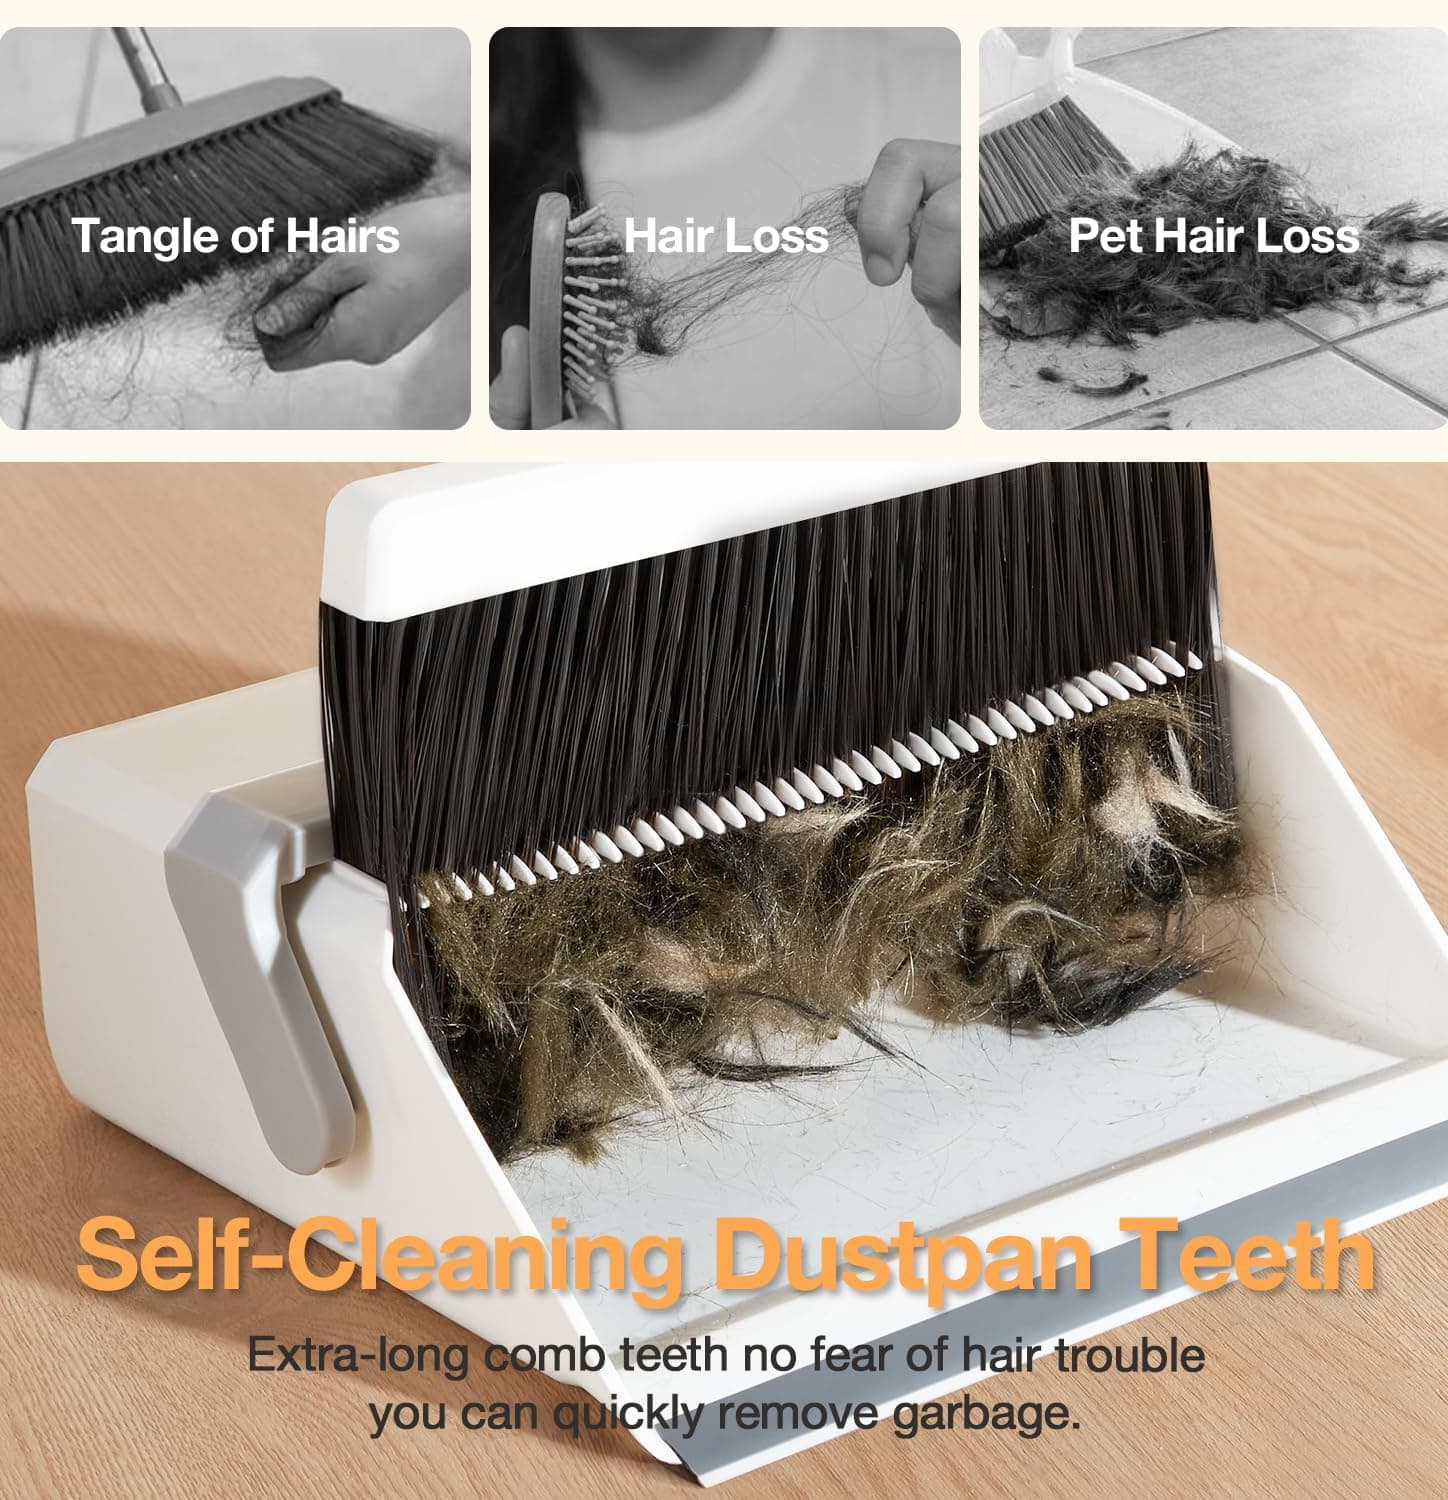 Tangle of Hairs
Hair Loss
Pet Hair Loss
Self-Cleaning Dustpan Teeth
Extra-long comb teeth no fear of hair trouble
you can quickly remove garbage.